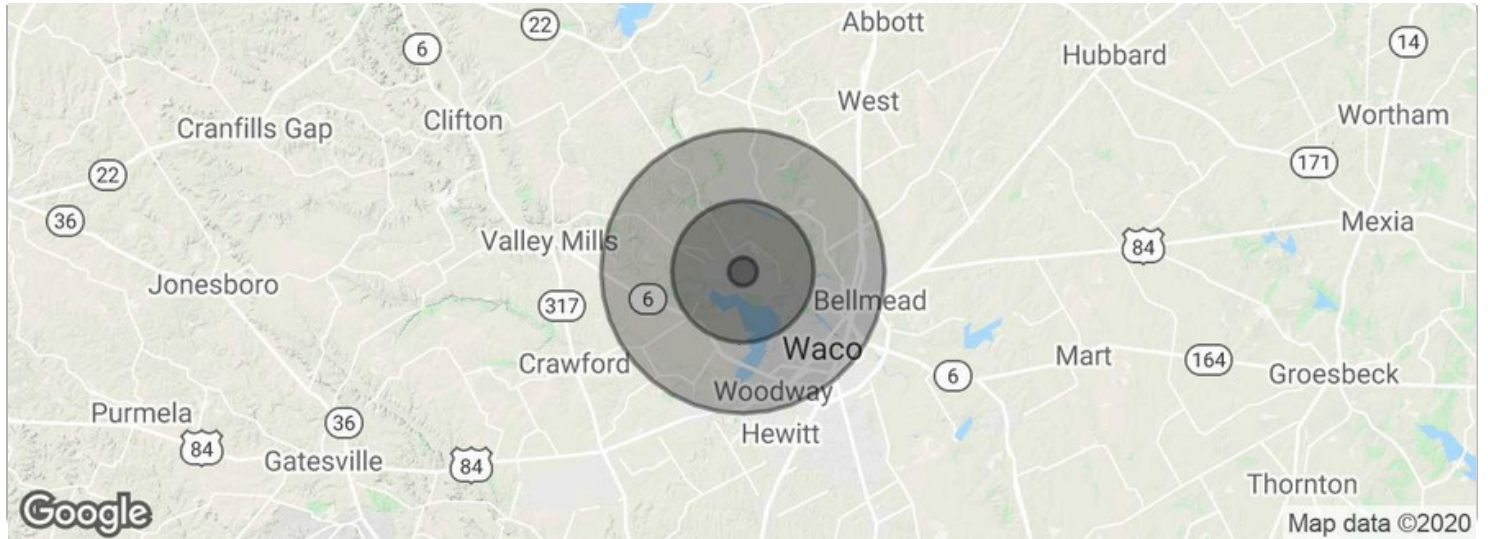 22
Abbott
6
Hubbard
14
West
Clifton
Cranfills Gap
Wortham
171
22
36
Mexia
Valley Mills
84
Jonesboro
6
Bellmead
317
Waco
Mart
164
Crawford
6
Groesbeck
Woodway
Purmela
36
Hewitt
84
Gatesville
84
Thornton
Google
Map data ©2020